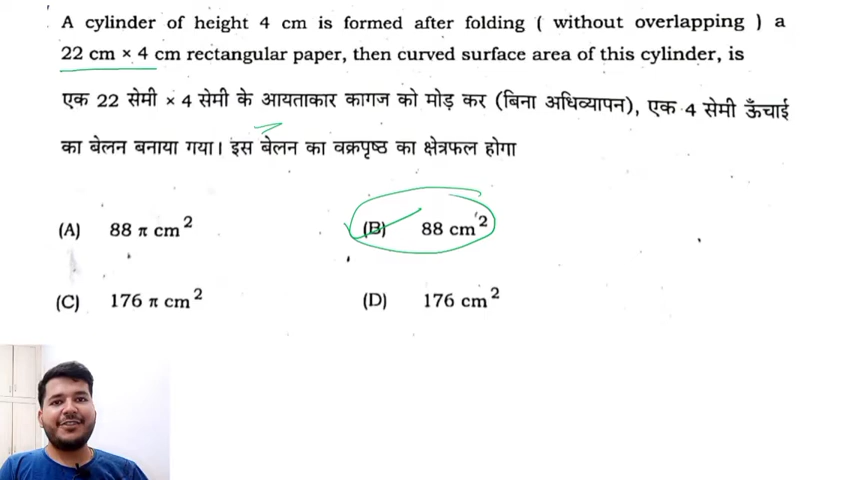 A cylinder of height 4 cm is formed after folding ( without overlapping ) a
22 cm × 4 cm rectangular paper, then curved surface area of this cylinder, is
एक 22 सेमी × 4 सेमी के आयताकार कागज को मोड़ कर (बिना अधिव्यापन), एक 4 सेमी ऊँचाई
का बेलन बनाया गया। इस बेलन का वक्रपृष्ठ का क्षेत्रफल होगा
(A) 88 π cm²
(B) 88 cm²
(C) 176 π cm²
(D) 176 cm²